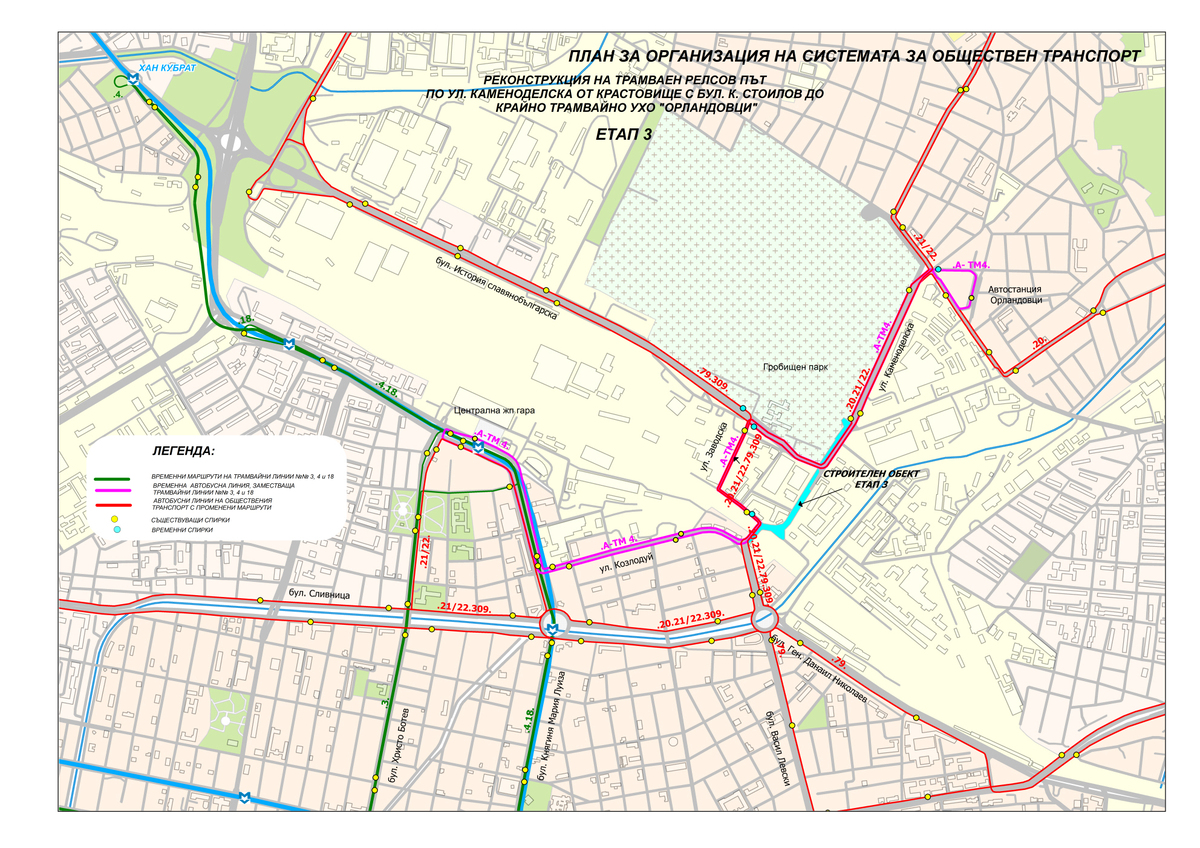 ПЛАН ЗА ОРГАНИЗАЦИЯ НА СИСТЕМАТА ЗА ОБЩЕСТВЕН ТРАНСПОРТ
РЕКОНСТРУКЦИЯ НА ТРАМВАЕН РЕЛСОВ ПЪТ
ПО УЛ. КАМЕНОДЕЛСКА ОТ КРАСТОВИЩЕ С БУЛ. К. СТОИЛОВ ДО
КРАЙНО ТРАМВАЙНО УХО "ОРЛАНДОВЦИ"
ЕТАП 3
ХАН КУБРАТ
.4.
.21/22.
.А- ТМ4.
Автостанция
Орландовци
бул. История славянобългарска
.18.
.А-ТМ4.
ул. Каменоделска
.20.
Гробищен парк
.79.309.
.4.18.
.20.21/22.
Централна жп гара
.А-ТМ 4.
ул. Заводска
.А-ТМ4.
.20.21/22.79.309
СТРОИТЕЛЕН ОБЕКТ
ЕТАП 3
ЛЕГЕНДА:
ВРЕМЕННИ МАРШРУТИ НА ТРАМВАЙНИ ЛИНИИ №№ 3, 4 и 18
ВРЕМЕННА АВТОБУСНА ЛИНИЯ, ЗАМЕСТВАЩА
ТРАМВАЙНИ ЛИНИИ №№ 3, 4 и 18
АВТОБУСНИ ЛИНИИ НА ОБЩЕСТВЕНИЯ
ТРАНСПОРТ С ПРОМЕНЕНИ МАРШРУТИ
СЪЩЕСТВУВАЩИ СПИРКИ
ВРЕМЕННИ СПИРКИ
.21/22.
.А-ТМ 4.
ул. Козлодуй
.20.21/22.79.309
бул. Сливница
.21/22.309.
.20.21/22.309.
.79.
.79.
бул. Ген. Данаил Николаев
.3.
бул. Христо Ботев
.4.18.
бул. Княгиня Мария Луиза
бул. Васил Левски